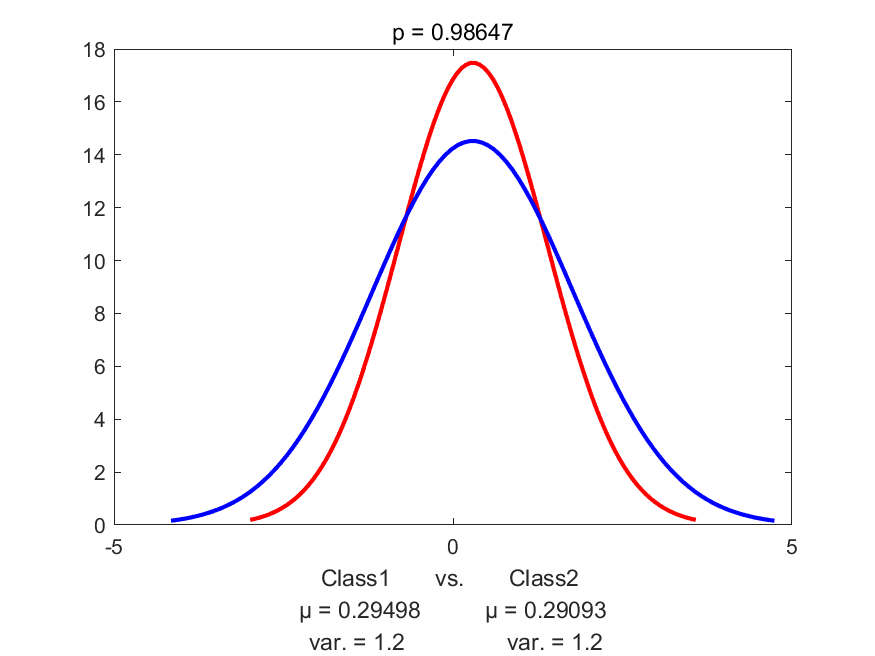 p = 0.98647
18
16
14
12
10
8
6
4
2
0
-5 0 5
Class1 vs. Class2
μ = 0.29498 μ = 0.29093
var. = 1.2 var. = 1.2